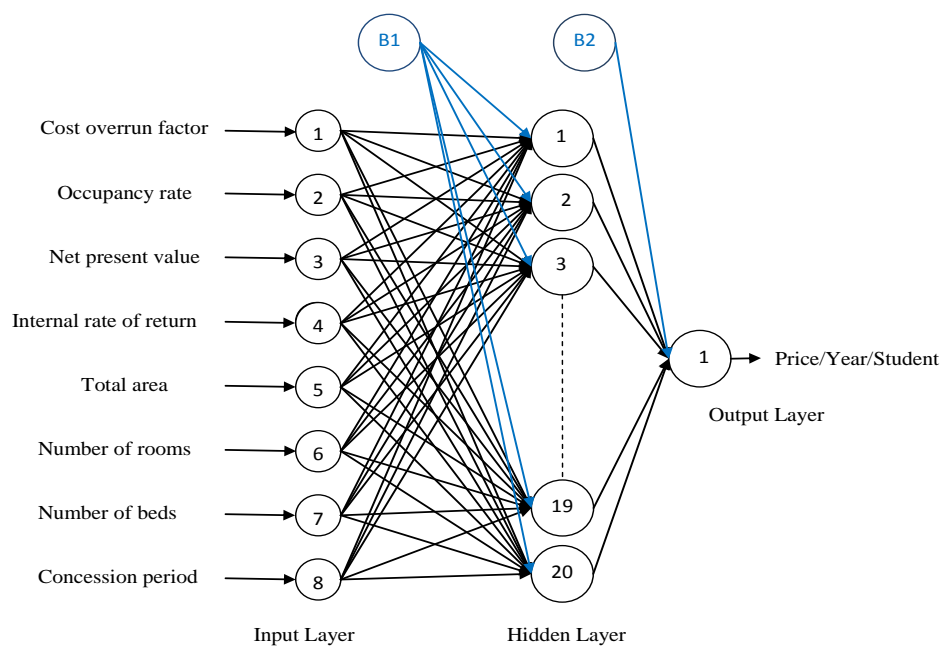 B1
B2
Cost overrun factor
1
1
Occupancy rate
2
2
Net present value
3
3
Internal rate of return
4
1
Price/Year/Student
Total area
5
Output Layer
Number of rooms
6
Number of beds
7
19
Concession period
8
20
Input Layer
Hidden Layer